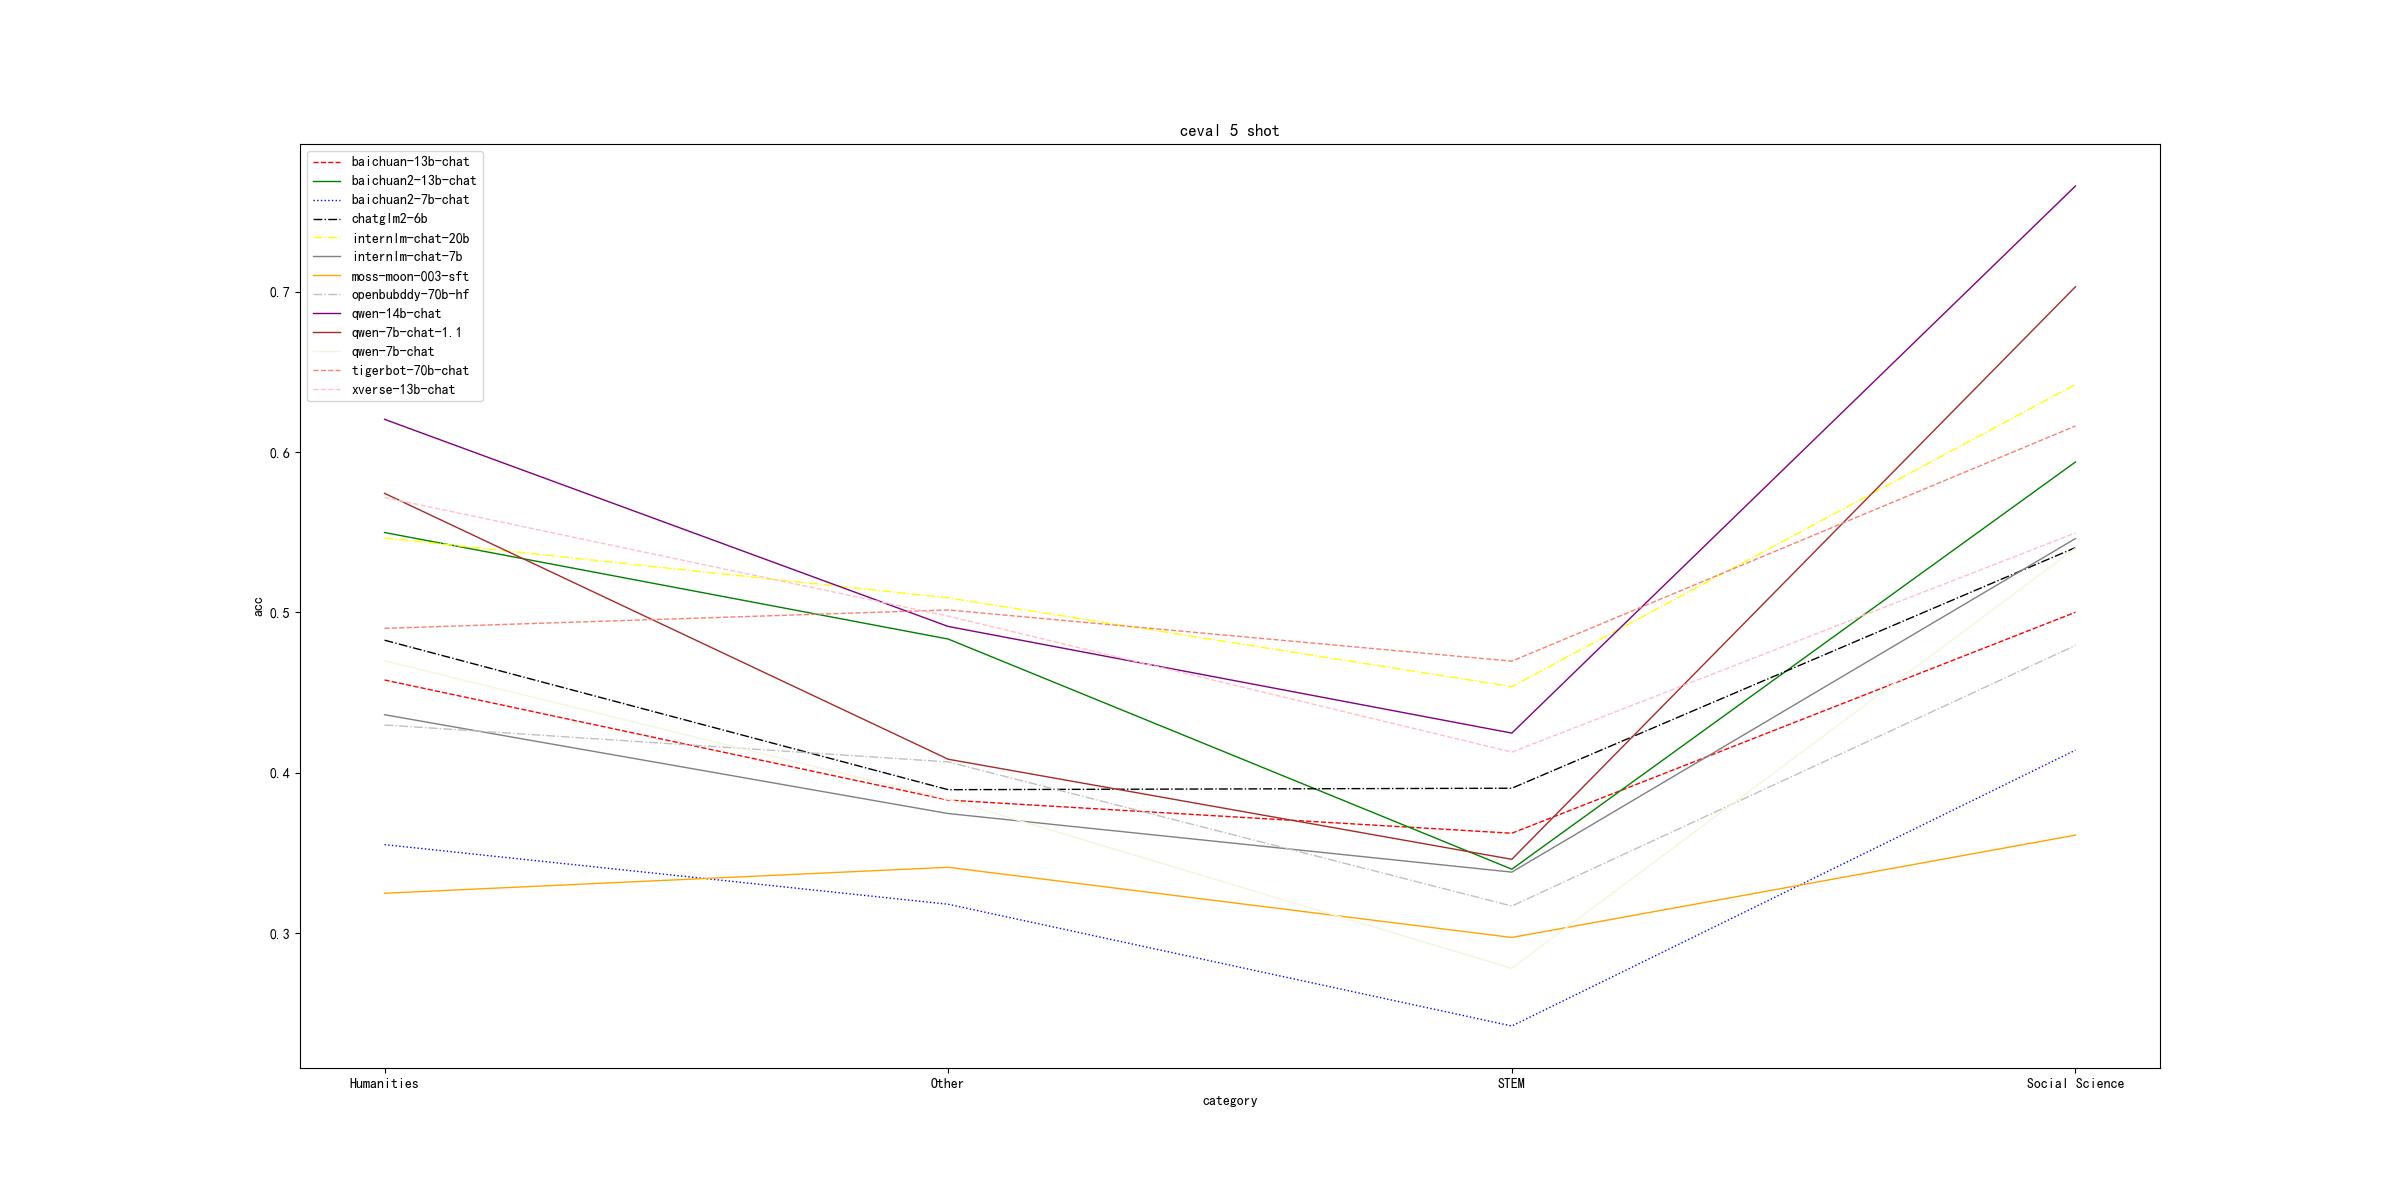 ceval 5 shot
baichuan-13b-chat
baichuan2-13b-chat
baichuan2-7b-chat
chatglm2-6b
internlm-chat-20b
internlm-chat-7b
moss-moon-003-sft
openbubddy-70b-hf
qwen-14b-chat
qwen-7b-chat-1.1
qwen-7b-chat
tigerbot-70b-chat
xverse-13b-chat
0.7
0.6
0.5
0.4
0.3
acc
Humanities
Other
STEM
Social Science
category